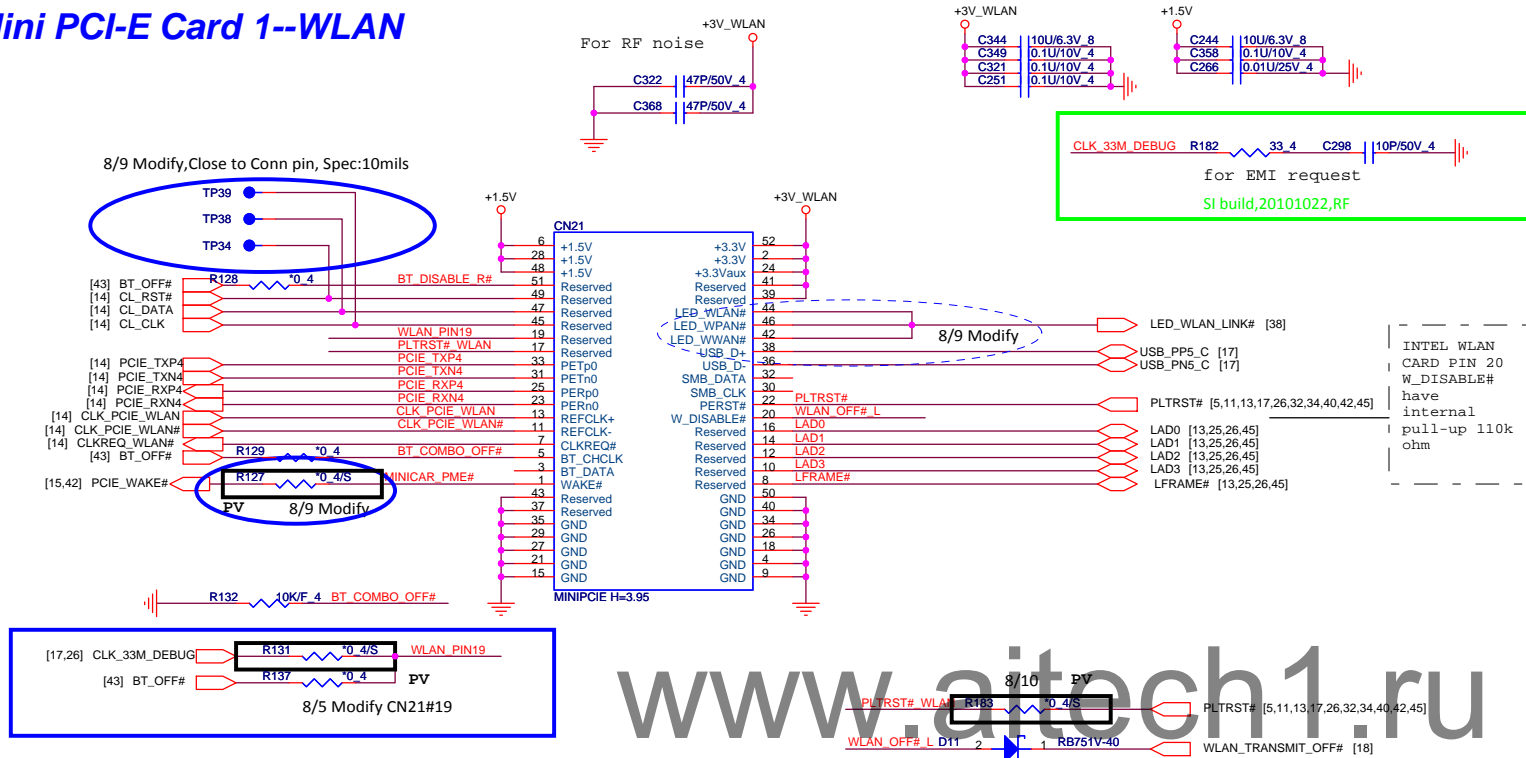 ini PCI-E Card 1--WLAN
For RF noise
+3V_WLAN
C322 47P/50V_4
C368 47P/50V_4
+3V_WLAN
C344 10U/6.3V_8
C349 0.1U/10V_4
C321 0.1U/10V_4
C251 0.1U/10V_4
+1.5V
C244 10U/6.3V_8
C358 0.1U/10V_4
C266 0.01U/25V_4
CLK_33M_DEBUG R182 33_4 C298 10P/50V_4
for EMI request
SI build,20101022,RF
8/9 Modify,Close to Conn pin, Spec:10mils
TP39
TP38
TP34
+1.5V
+3V_WLAN
CN21
6 +1.5V +3.3V 52
28 +1.5V +3.3V 2
48 +1.5V +3.3Vaux 24
[43] BT_OFF# R128 *0_4 BT_DISABLE_R# 51 Reserved Reserved 41
[14] CL_RST# 49 Reserved Reserved 39
[14] CL_DATA 47 Reserved LED_WLAN# 44
[14] CL_CLK 45 Reserved LED_WPAN# 46 LED_WLAN_LINK# [38]
WLAN_PIN19 19 Reserved LED_WWAN# 42 8/9 Modify
PLTRST#_WLAN 17 Reserved USB_D+ 38 USB_PP5_C [17]
[14] PCIE_TXP4 PCIE_TXP4 33 PETp0 USB_D- 36 USB_PN5_C [17]
[14] PCIE_TXN4 PCIE_TXN4 31 PETn0 SMB_DATA 32
[14] PCIE_RXP4 PCIE_RXP4 25 PERp0 SMB_CLK 30
[14] PCIE_RXN4 PCIE_RXN4 23 PERn0 PERST# 22 PLTRST# PLTRST# [5,11,13,17,26,32,34,40,42,45]
[14] CLK_PCIE_WLAN CLK_PCIE_WLAN 13 REFCLK+ W_DISABLE# 20 WLAN_OFF#_L
[14] CLK_PCIE_WLAN# CLK_PCIE_WLAN# 11 REFCLK- Reserved 16 LAD0 LAD0 [13,25,26,45]
[14] CLKREQ_WLAN# 7 CLKREQ# Reserved 14 LAD1 LAD1 [13,25,26,45]
[43] BT_OFF# R129 *0_4 BT_COMBO_OFF# 5 BT_CHCLK Reserved 12 LAD2 LAD2 [13,25,26,45]
3 BT_DATA Reserved 10 LAD3 LAD3 [13,25,26,45]
[15,42] PCIE_WAKE# R127 *0_4/S MINICAR_PME# 1 WAKE# Reserved 8 LFRAME# LFRAME# [13,25,26,45]
PV 8/9 Modify
43 Reserved GND 50
37 Reserved GND 40
35 GND GND 34
29 GND GND 26
27 GND GND 18
21 GND GND 4
15 GND GND 9
MINIPCIE H=3.95
INTEL WLAN
CARD PIN 20
W_DISABLE#
have
internal
pull-up 110k
ohm
R132 10K/F_4 BT_COMBO_OFF#
[17,26] CLK_33M_DEBUG R131 *0_4/S WLAN_PIN19
[43] BT_OFF# R137 *0_4 PV
8/5 Modify CN21#19
www.aitech1.ru
8/10 PV
PLTRST#_WLAN R183 *0_4/S PLTRST# [5,11,13,17,26,32,34,40,42,45]
WLAN_OFF#_L D11 2 1 RB751V-40 WLAN_TRANSMIT_OFF# [18]